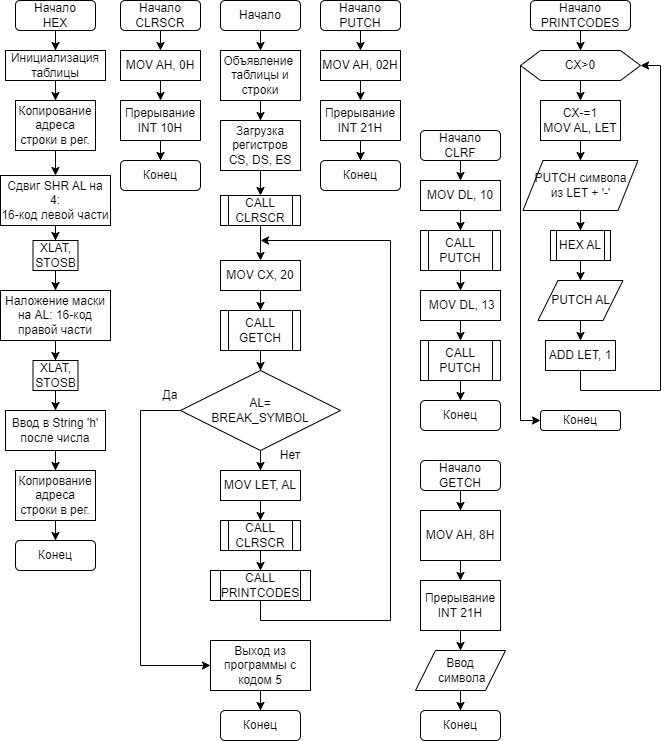 Начало
HEX
Инициализация
таблицы
Копирование
адреса
строки в рег.
Сдвиг SHR AL на
4:
16-код левой части
XLAT,
STOSB
Наложение маски
на AL: 16-код
правой части
XLAT,
STOSB
Ввод в String 'h'
после числа
Копирование
адреса
строки в рег.
Конец
Начало
CLRSCR
MOV AH, 0H
Прерывание
INT 10H
Конец
Начало
Объявление
таблицы и
строки
Загрузка
регистров
CS, DS, ES
CALL
CLRSCR
MOV CX, 20
CALL
GETCH
AL=
BREAK_SYMBOL
Да
Нет
MOV LET, AL
CALL
CLRSCR
CALL
PRINTCODES
Выход из
программы с
кодом 5
Конец
Начало
PUTCH
MOV AH, 02H
Прерывание
INT 21H
Конец
Начало
CLRF
MOV DL, 10
CALL
PUTCH
MOV DL, 13
CALL
PUTCH
Конец
Начало
GETCH
MOV AH, 8H
Прерывание
INT 21H
Ввод
символа
Конец
Начало
PRINTCODES
CX>0
CX-=1
MOV AL, LET
PUTCH символа
из LET + '-'
HEX AL
PUTCH AL
ADD LET, 1
Конец